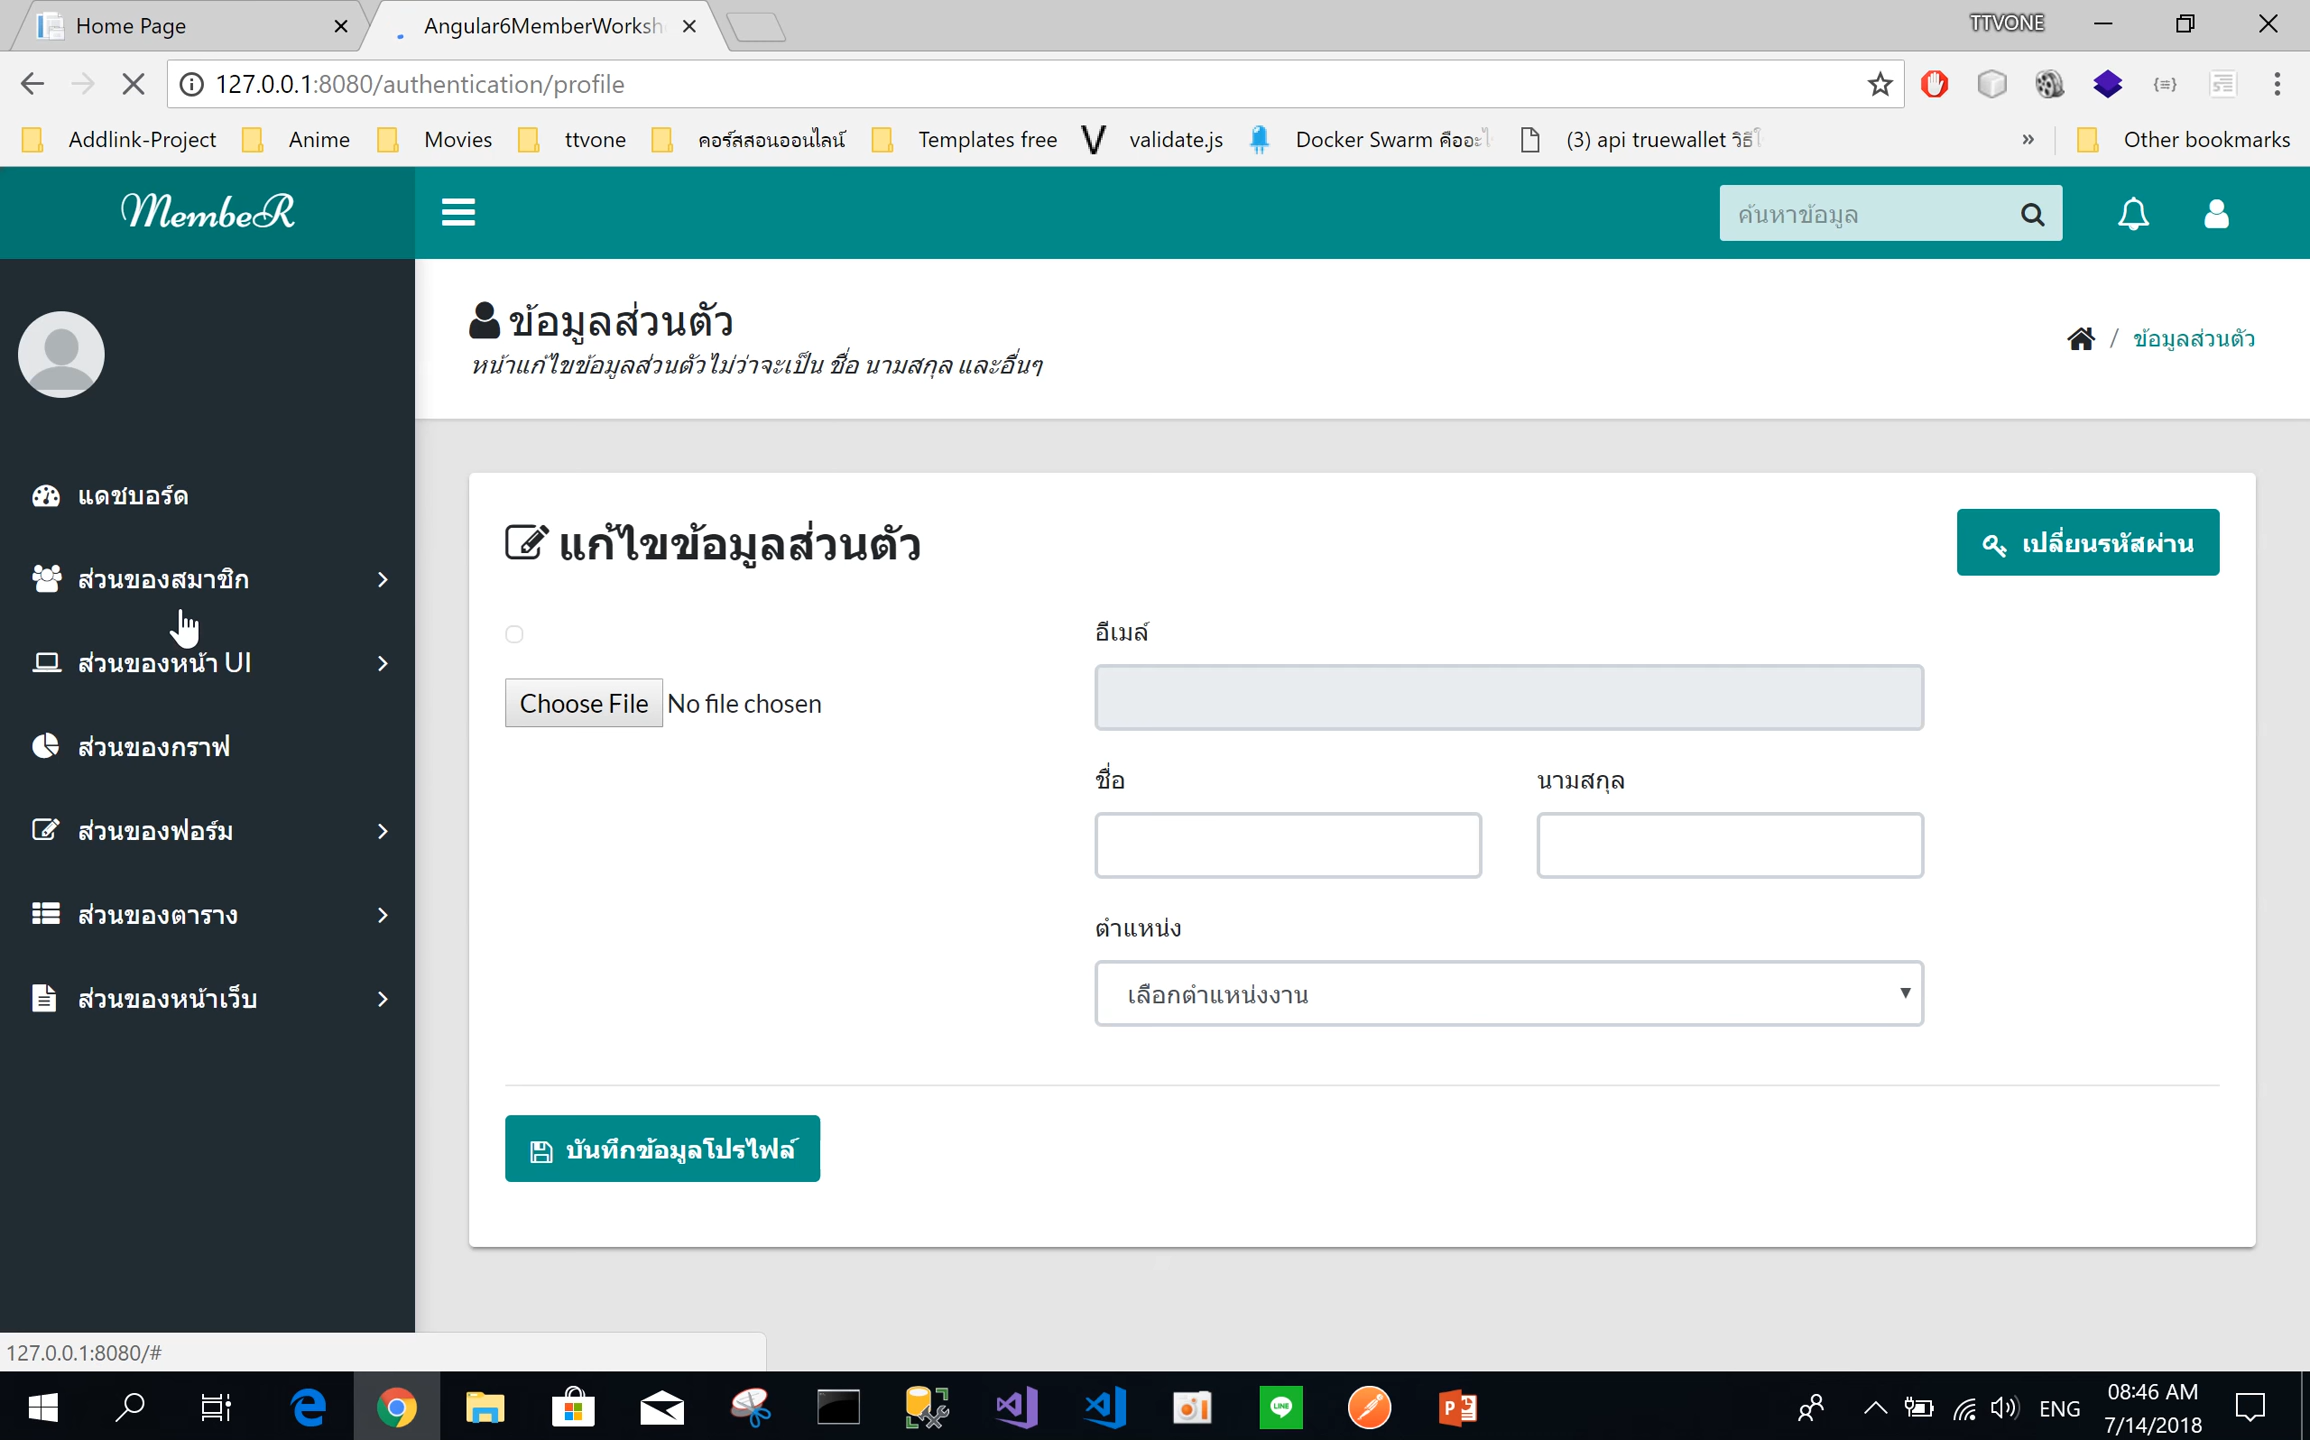 Home Page
Angular6MemberWorksh
TTVONE
127.0.0.1:8080/authentication/profile
Addlink-Project
Anime
Movies
ttvone
คอร์สสอนออนไลน์
Templates free
validate.js
Docker Swarm คืออะไ
(3) api truewallet วิธีใ
»
Other bookmarks
MembeR
ค้นหาข้อมูล
ข้อมูลส่วนตัว
หน้าแก้ไขข้อมูลส่วนตัวไม่ว่าจะเป็น ชื่อ นามสกุล และอื่นๆ
/ ข้อมูลส่วนตัว
แดชบอร์ด
ส่วนของสมาชิก
ส่วนของหน้า UI
ส่วนของกราฟ
ส่วนของฟอร์ม
ส่วนของตาราง
ส่วนของหน้าเว็บ
แก้ไขข้อมูลส่วนตัว
เปลี่ยนรหัสผ่าน
Choose File No file chosen
อีเมล์
ชื่อ
นามสกุล
ตำแหน่ง
เลือกตำแหน่งงาน
บันทึกข้อมูลโปรไฟล์
127.0.0.1:8080/#
ENG
08:46 AM
7/14/2018